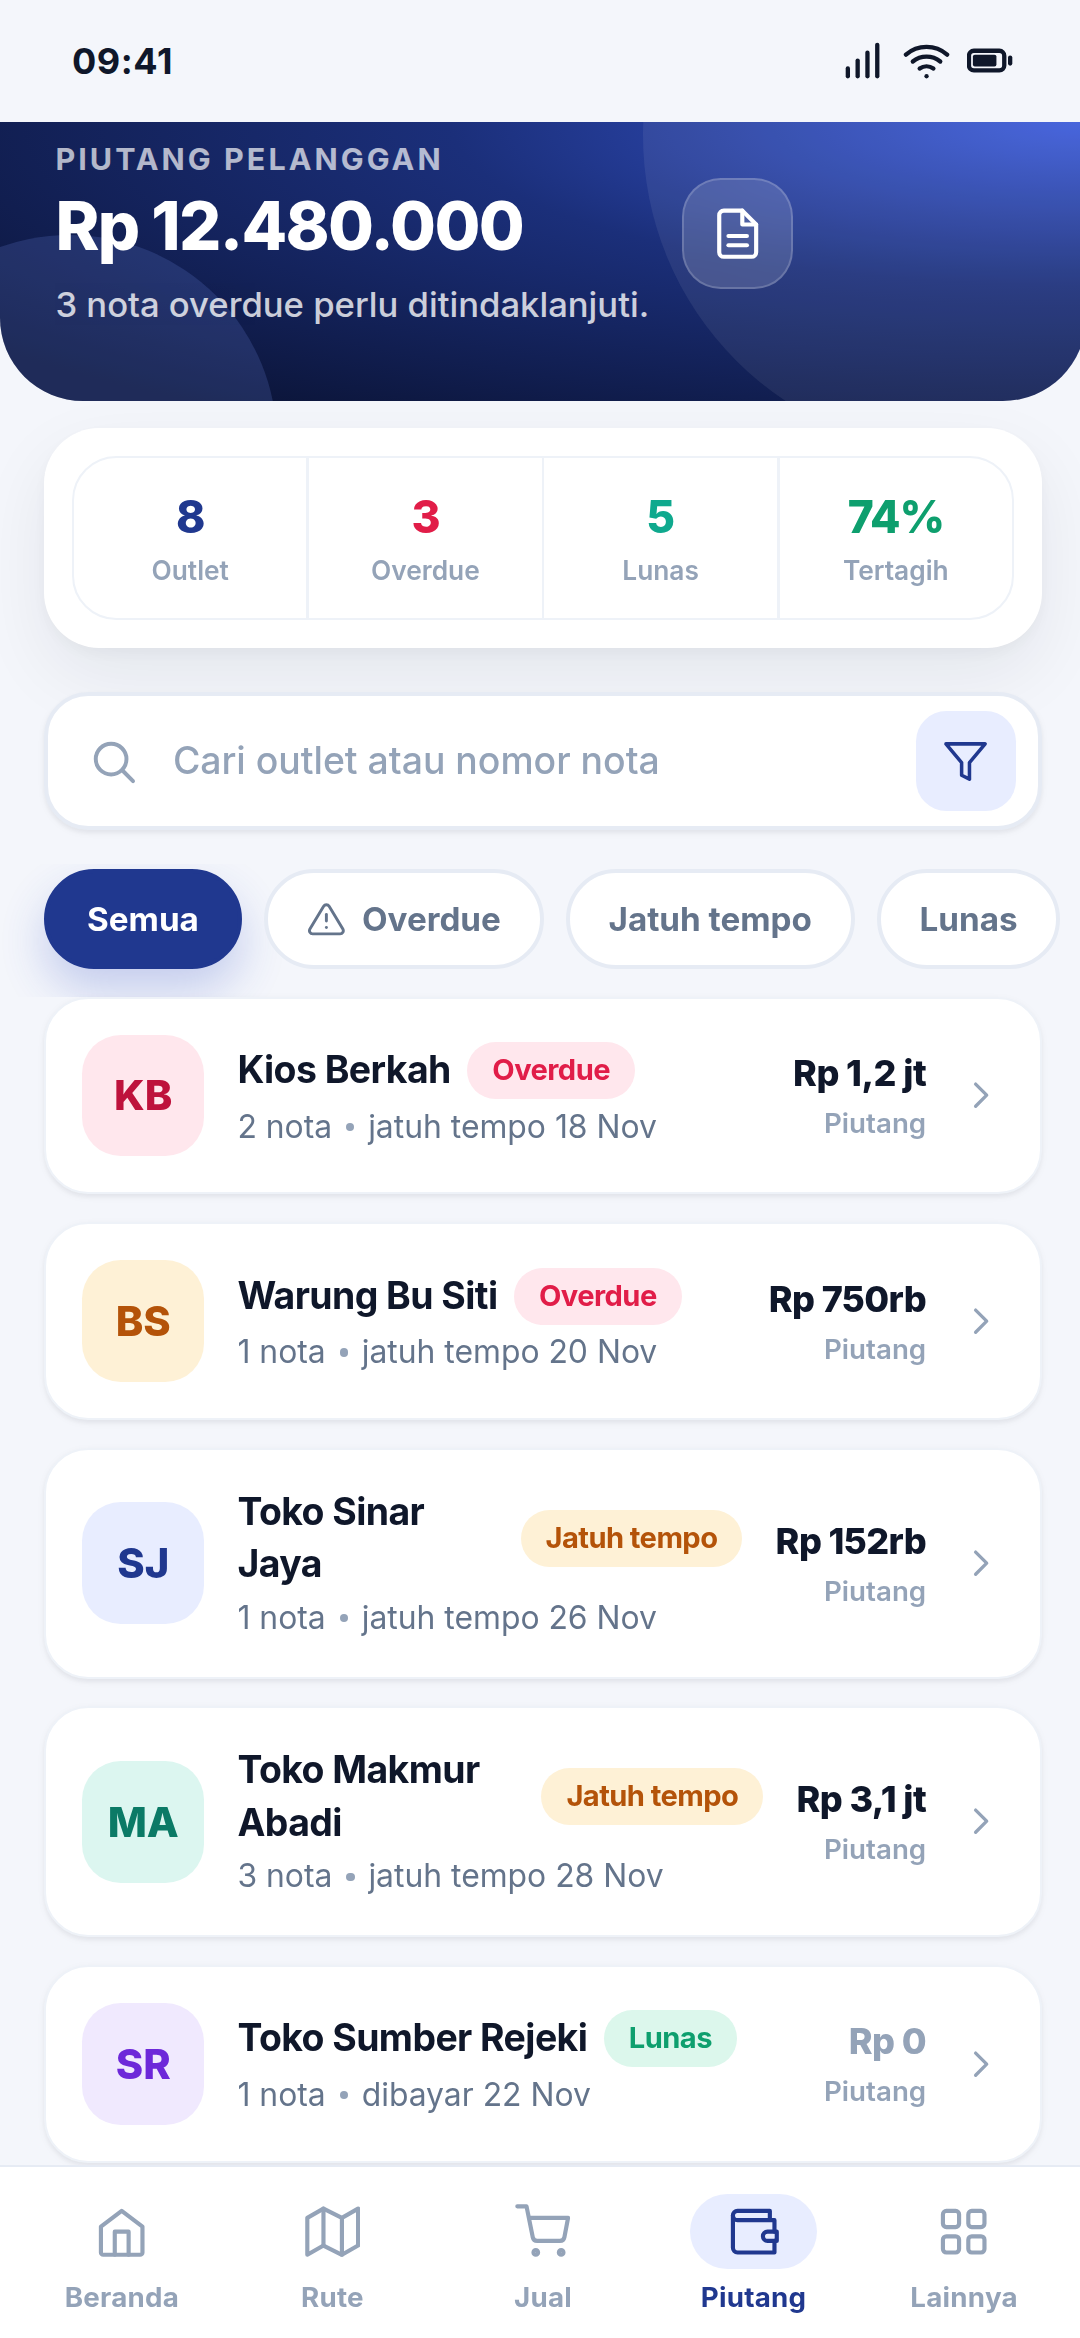 09:41
PIUTANG PELANGGAN
Rp 12.480.000
3 nota overdue perlu ditindaklanjuti.
8
Outlet
3
Overdue
5
Lunas
74%
Tertagih
Cari outlet atau nomor nota
Semua
Overdue
Jatuh tempo
Lunas
KB
Kios Berkah
Overdue
2 nota • jatuh tempo 18 Nov
Rp 1,2 jt
Piutang
BS
Warung Bu Siti
Overdue
1 nota • jatuh tempo 20 Nov
Rp 750rb
Piutang
SJ
Toko Sinar
Jaya
Jatuh tempo
1 nota • jatuh tempo 26 Nov
Rp 152rb
Piutang
MA
Toko Makmur
Abadi
Jatuh tempo
3 nota • jatuh tempo 28 Nov
Rp 3,1 jt
Piutang
SR
Toko Sumber Rejeki
Lunas
1 nota • dibayar 22 Nov
Rp 0
Piutang
Beranda
Rute
Jual
Piutang
Lainnya